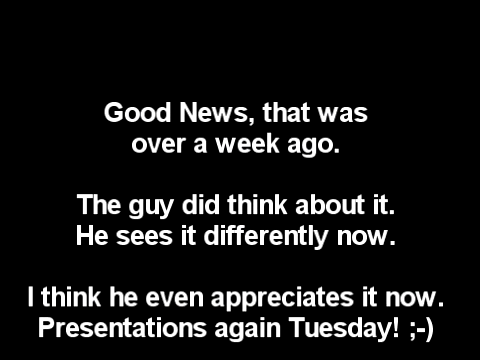 Good News, that was
over a week ago.
The guy did think about it.
He sees it differently now.
I think he even appreciates it now.
Presentations again Tuesday! ;-)